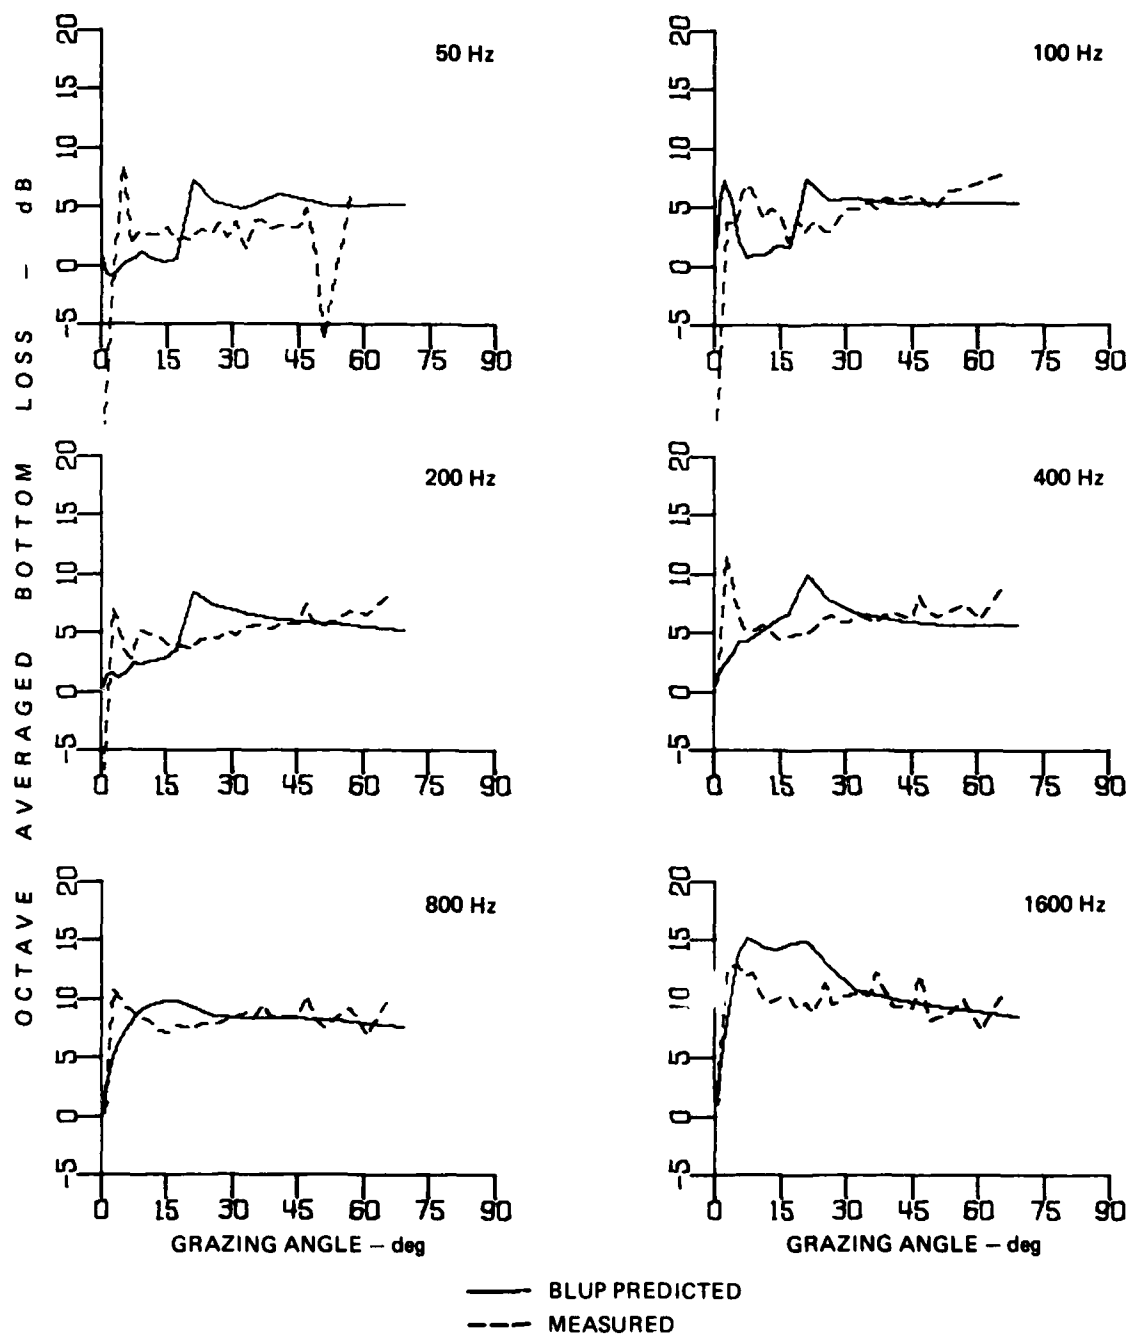 OCTAVE AVERAGED BOTTOM LOSS — dB
50 Hz
20
15
10
5
0
-5
0 15 30 45 60 75 90
100 Hz
20
15
10
5
0
-5
0 15 30 45 60 75 90
200 Hz
20
15
10
5
0
-5
0 15 30 45 60 75 90
400 Hz
20
15
10
5
0
-5
0 15 30 45 60 75 90
800 Hz
20
15
10
5
0
-5
0 15 30 45 60 75 90
GRAZING ANGLE — deg
1600 Hz
20
15
10
5
0
-5
0 15 30 45 60 75 90
GRAZING ANGLE — deg
BLUP PREDICTED
MEASURED